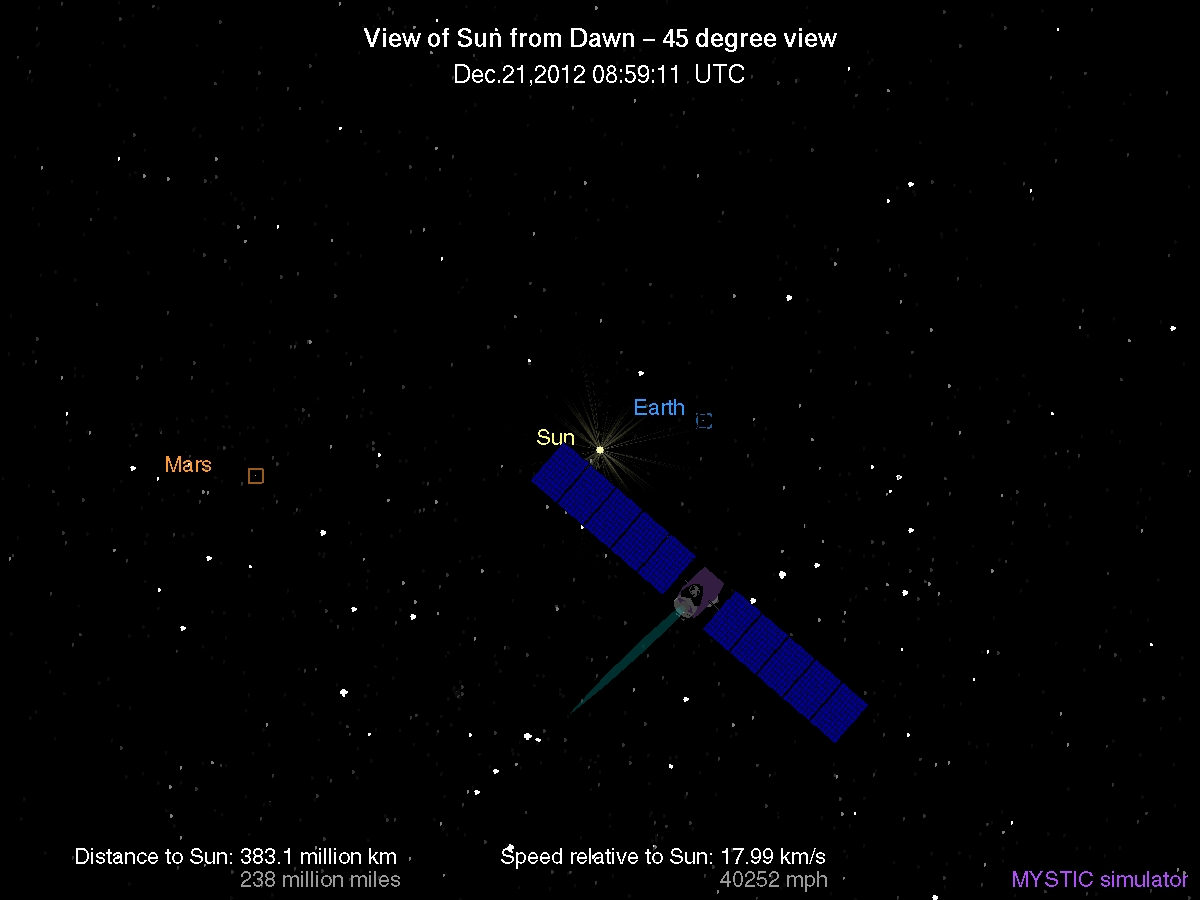 View of Sun from Dawn – 45 degree view
Dec.21,2012 08:59:11 UTC
Earth
Sun
Mars
Distance to Sun: 383.1 million km
238 million miles
Speed relative to Sun: 17.99 km/s
40252 mph
MYSTIC simulator